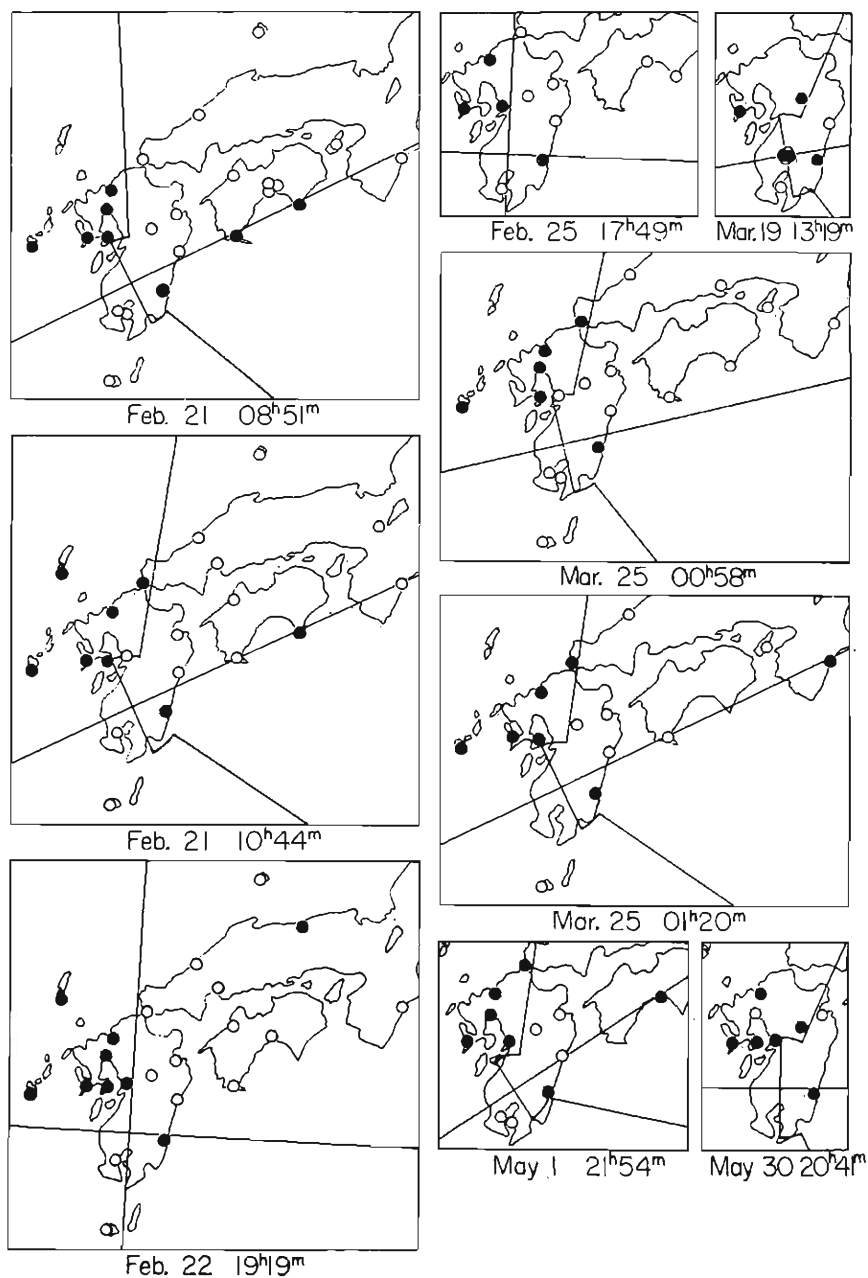 Feb. 21 08ʰ51ᵐ
Feb. 21 10ʰ44ᵐ
Feb. 22 19ʰ19ᵐ
Feb. 25 17ʰ49ᵐ
Mar. 19 13ʰ19ᵐ
Mar. 25 00ʰ58ᵐ
Mar. 25 01ʰ20ᵐ
May 1 21ʰ54ᵐ
May 30 20ʰ41ᵐ